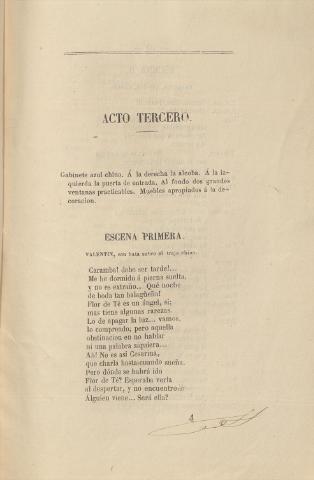 ACTO TERCERO.
Gabinete azul chino. Á la derecha la alcoba. Á la iz-
quierda la puerta de entrada. Al fondo dos grandes
ventanas practicables. Muebles apropiados á la de-
coracion.
ESCENA PRIMERA.
VALENTIN, con bata sobre el traje chino.
Caramba! debe ser tarde!...
Me he dormido á pierna suelta,
y no es extraño... Qué noche
de boda tan halagüeña!
Flor de Té es un ángel, sí;
mas tiene algunas rarezas.
Lo de apagar la luz... vamos,
lo comprendo; pero aquella
obstinacion en no hablar
ni una palabra siquiera...
Ah! No es así Cesarina,
que charla hasta cuando sueña.
Pero dónde se habrá ido
Flor de Té? Esperaba verla
al despertar, y no encuentro...
Alguien viene... Será ella?